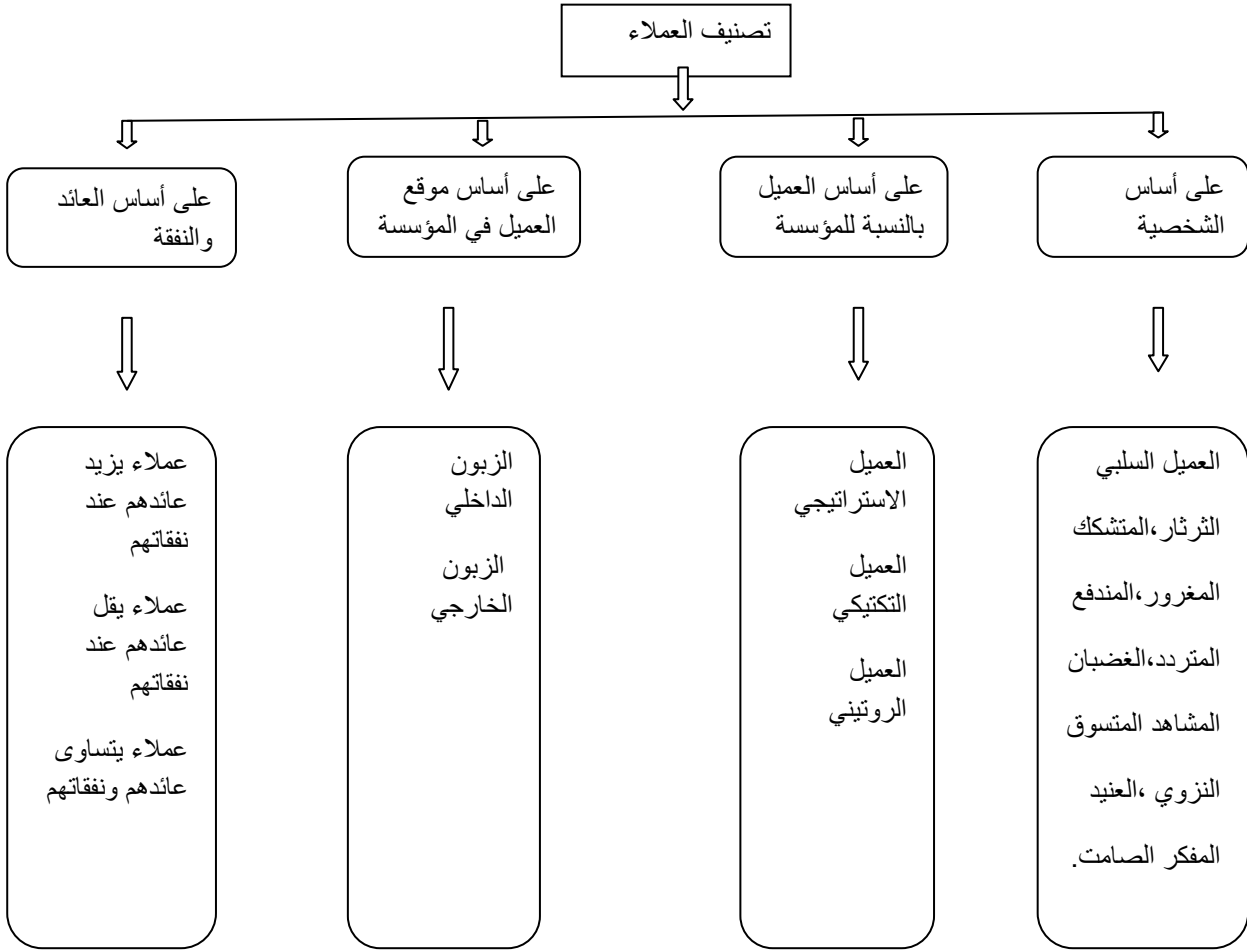 تصنيف العملاء
على أساس
الشخصية
على أساس العميل
بالنسبة للمؤسسة
على أساس موقع
العميل في المؤسسة
على أساس العائد
والنفقة
العميل السلبي
الثرثار،المتشكك
المغرور،المندفع
المتردد،الغضبان
المشاهد المتسوق
النزوي ،العنيد
المفكر الصامت.
العميل
الاستراتيجي
العميل
التكتيكي
العميل
الروتيني
الزبون
الداخلي
الزبون
الخارجي
عملاء يزيد
عائدهم عند
نفقاتهم
عملاء يقل
عائدهم عند
نفقاتهم
عملاء يتساوى
عائدهم ونفقاتهم